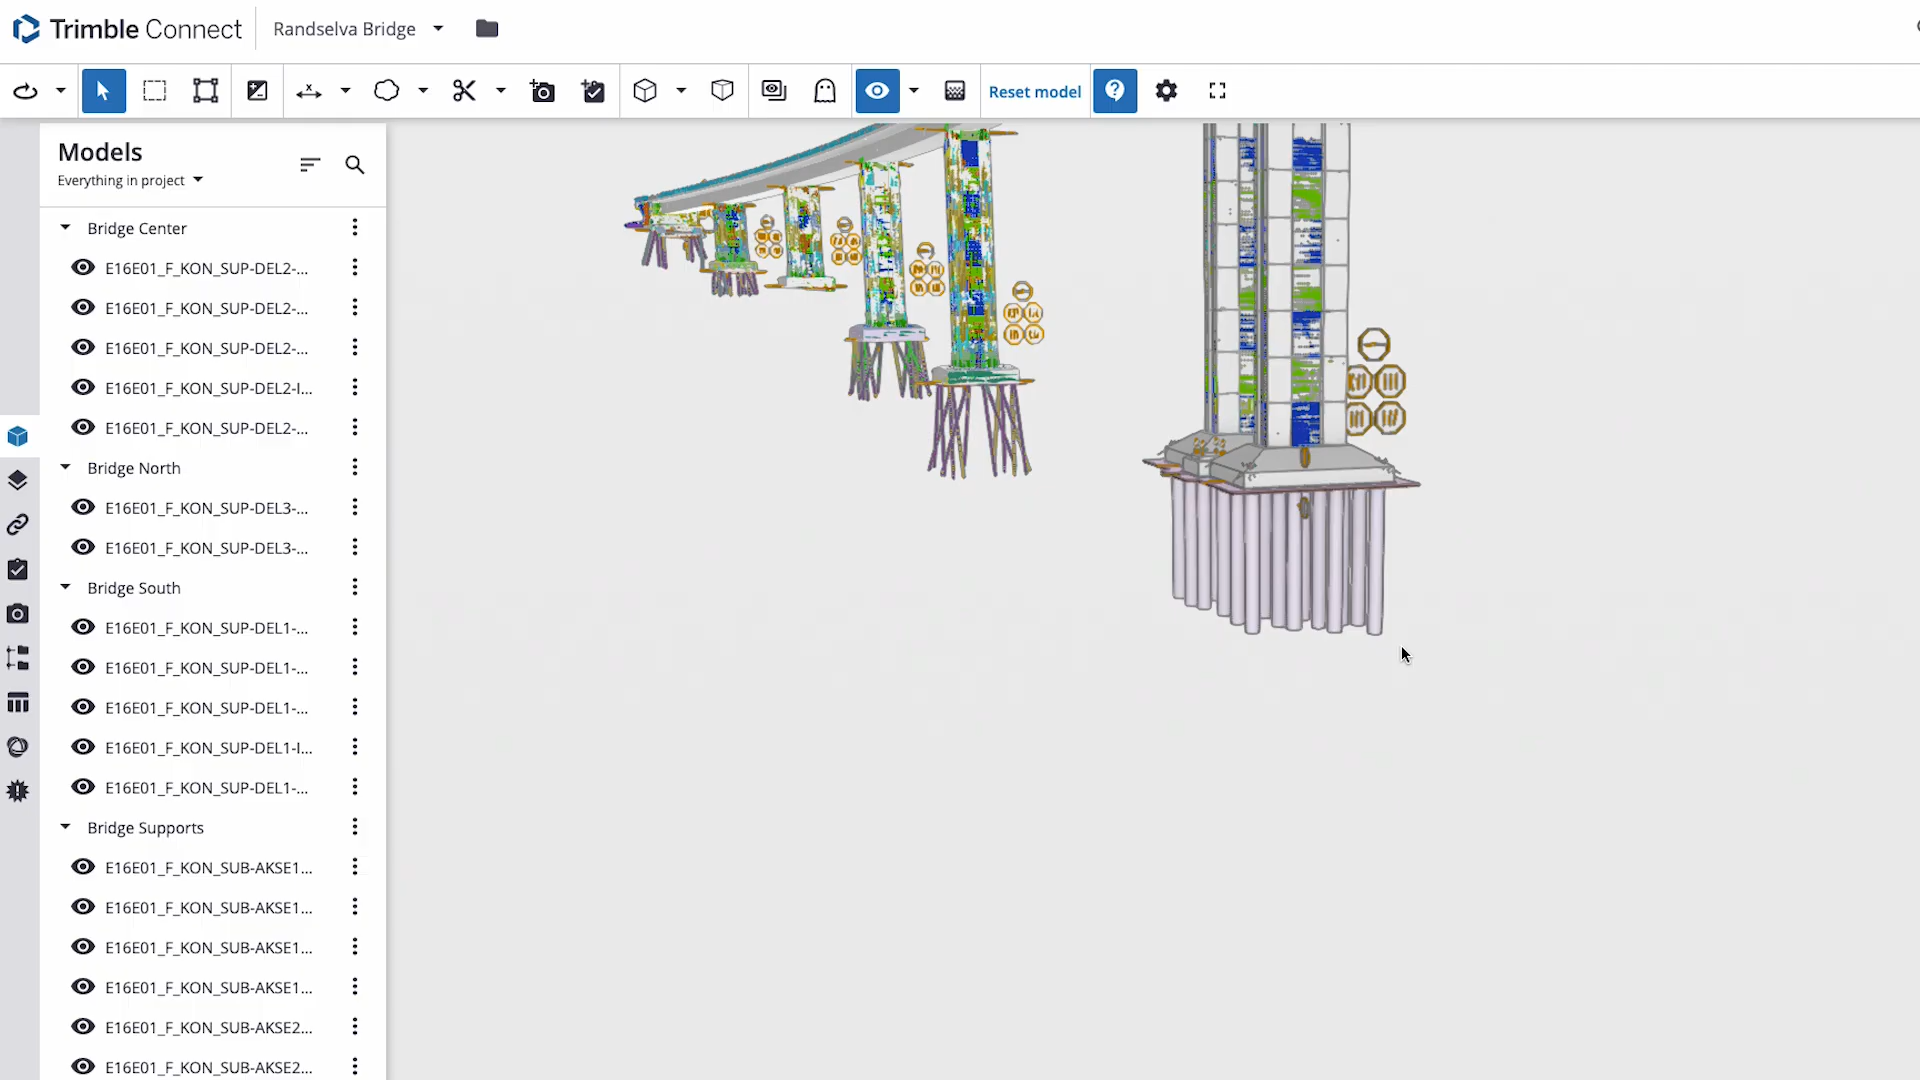 Trimble Connect
Randselva Bridge
Reset model
Models
Everything in project
Bridge Center
E16E01_F_KON_SUP-DEL2-...
E16E01_F_KON_SUP-DEL2-...
E16E01_F_KON_SUP-DEL2-...
E16E01_F_KON_SUP-DEL2-I...
E16E01_F_KON_SUP-DEL2-...
Bridge North
E16E01_F_KON_SUP-DEL3-...
E16E01_F_KON_SUP-DEL3-...
Bridge South
E16E01_F_KON_SUP-DEL1-...
E16E01_F_KON_SUP-DEL1-...
E16E01_F_KON_SUP-DEL1-...
E16E01_F_KON_SUP-DEL1-I...
E16E01_F_KON_SUP-DEL1-...
Bridge Supports
E16E01_F_KON_SUB-AKSE1...
E16E01_F_KON_SUB-AKSE1...
E16E01_F_KON_SUB-AKSE1...
E16E01_F_KON_SUB-AKSE1...
E16E01_F_KON_SUB-AKSE2...
E16E01_F_KON_SUB-AKSE2...